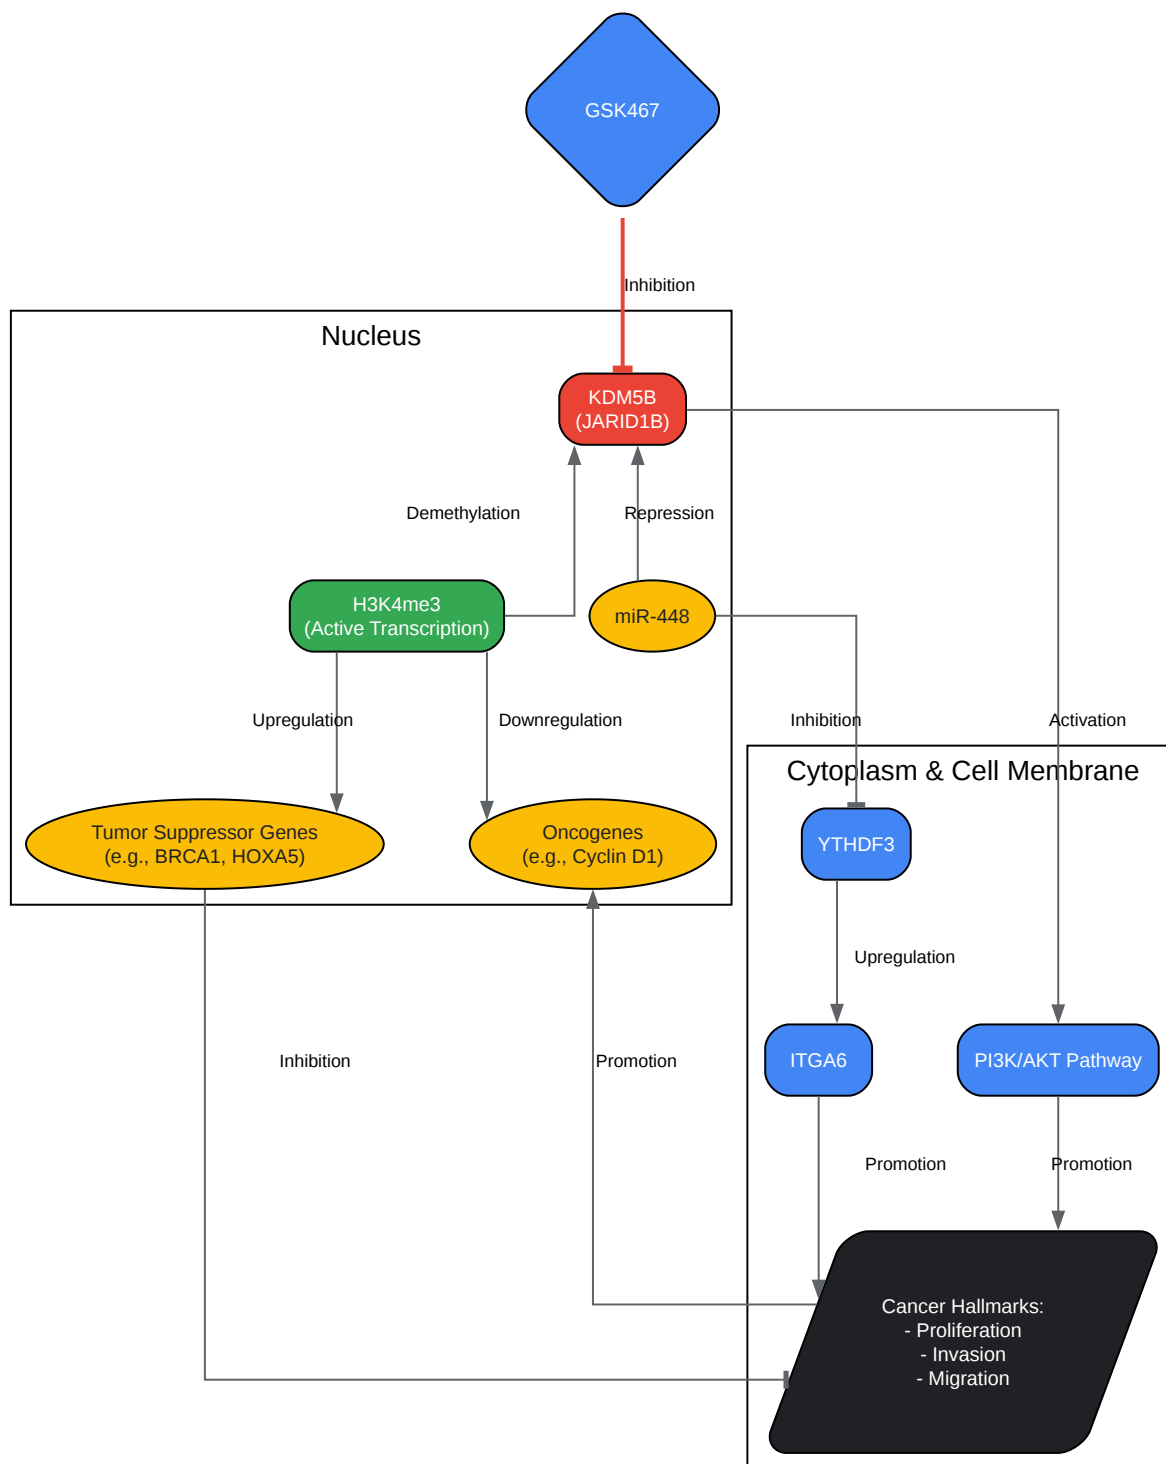 GSK467
Inhibition
Nucleus
KDM5B
(JARID1B)
Demethylation
Repression
H3K4me3
(Active Transcription)
miR-448
Upregulation
Downregulation
Inhibition
Activation
Cytoplasm & Cell Membrane
Tumor Suppressor Genes
(e.g., BRCA1, HOXA5)
Oncogenes
(e.g., Cyclin D1)
YTHDF3
Upregulation
Inhibition
Promotion
ITGA6
PI3K/AKT Pathway
Promotion
Promotion
Cancer Hallmarks:
- Proliferation
- Invasion
- Migration